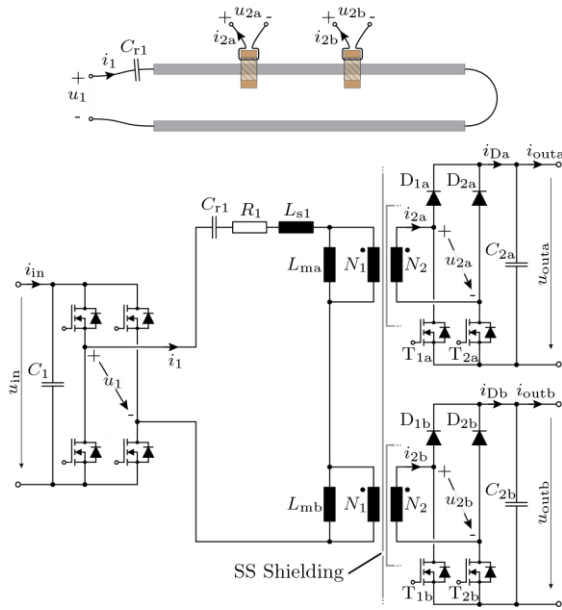 + u2a -
+ u2b -
i2a
i2b
Cr1
i1
+
u1
-
iDa iouta
D1a D2a
Cr1 R1 Ls1
i2a
+
Lma N1 N2 u2a C2a uouta
-
iin
T1a T2a
+
C1 u1 i1
uin
-
iDb ioutb
D1b D2b
i2b
+
Lmb N1 N2 u2b C2b uoutb
-
SS Shielding
T1b T2b